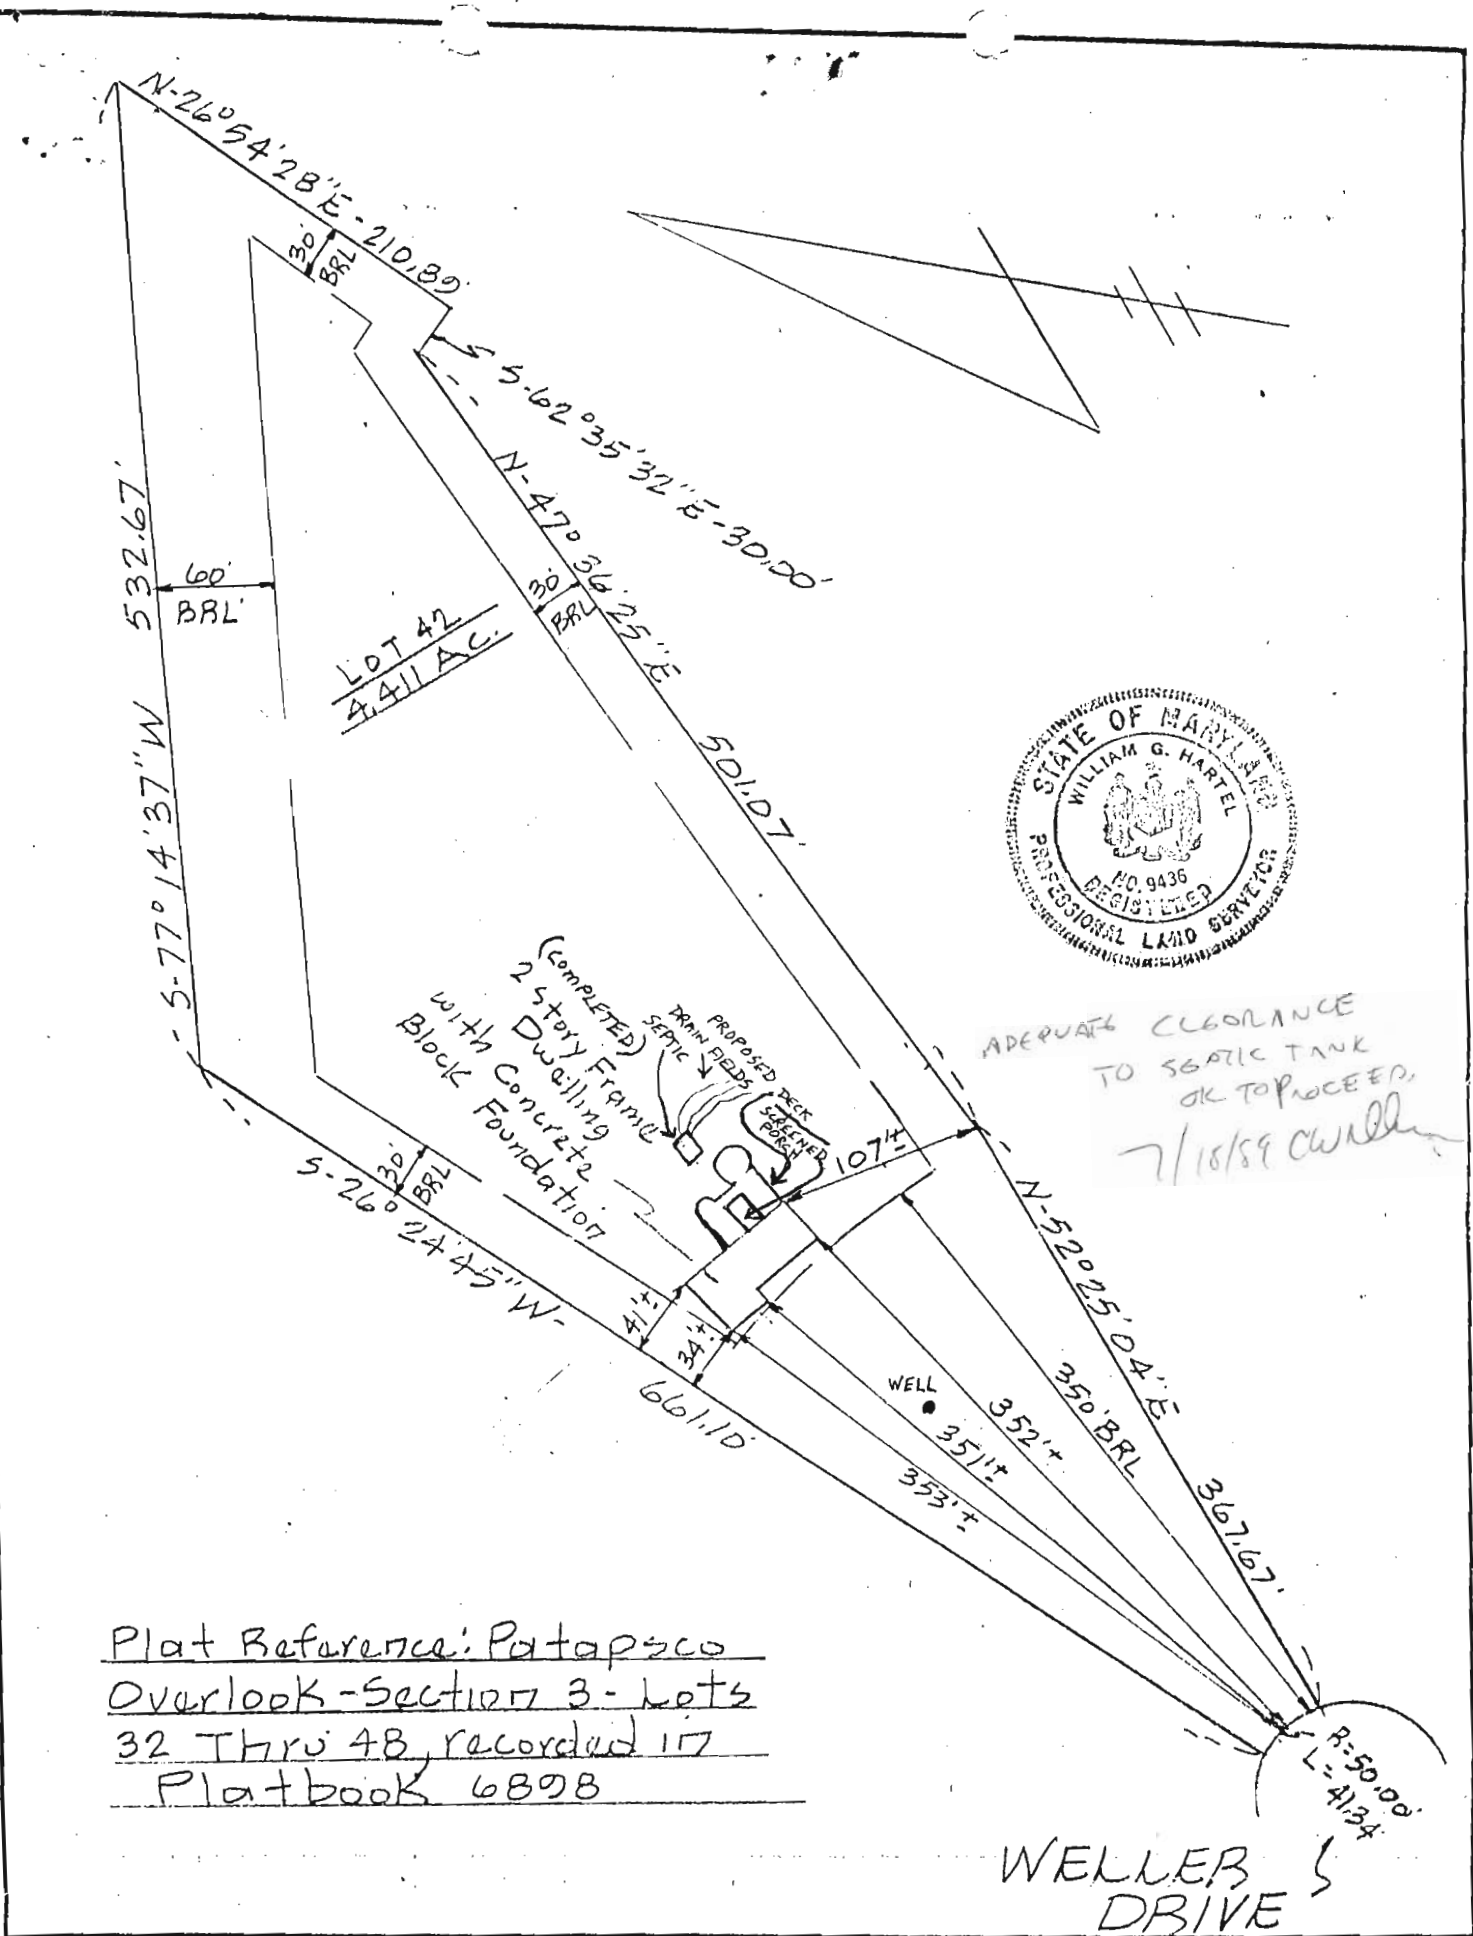 N-26°54'28"E-210.89'
30'
BRL
S-62°35'32"E-30.00'
N-47°36'25"E
501.07'
30'
BRL
532.67'
S-77°14'37"W
60'
BRL
LOT 42
4.411 AC.
STATE OF MARYLAND
WILLIAM G. HARTEL
NO. 9436
REGISTERED
PROFESSIONAL LAND SURVEYOR
ADEQUATE CLEARANCE
TO SEPTIC TANK
OK TO PROCEED.
7/18/89
(COMPLETED)
2 Story Frame
Dwelling
with Concrete
Block Foundation
SEPTIC
DRAIN FIELDS
PROPOSED DECK
SCREENED
PORCH
107'±
30'
BRL
S-26°24'45"W-
661.10'
41'±
34'±
WELL
N-52°25'04"E
367.67'
350' BRL
352'±
351'±
353'±
R=50.00'
L=41.34'
Plat Reference: Patapsco
Overlook-Section 3-Lots
32 Thru 48, recorded in
Platbook 6898
WELLER
DRIVE